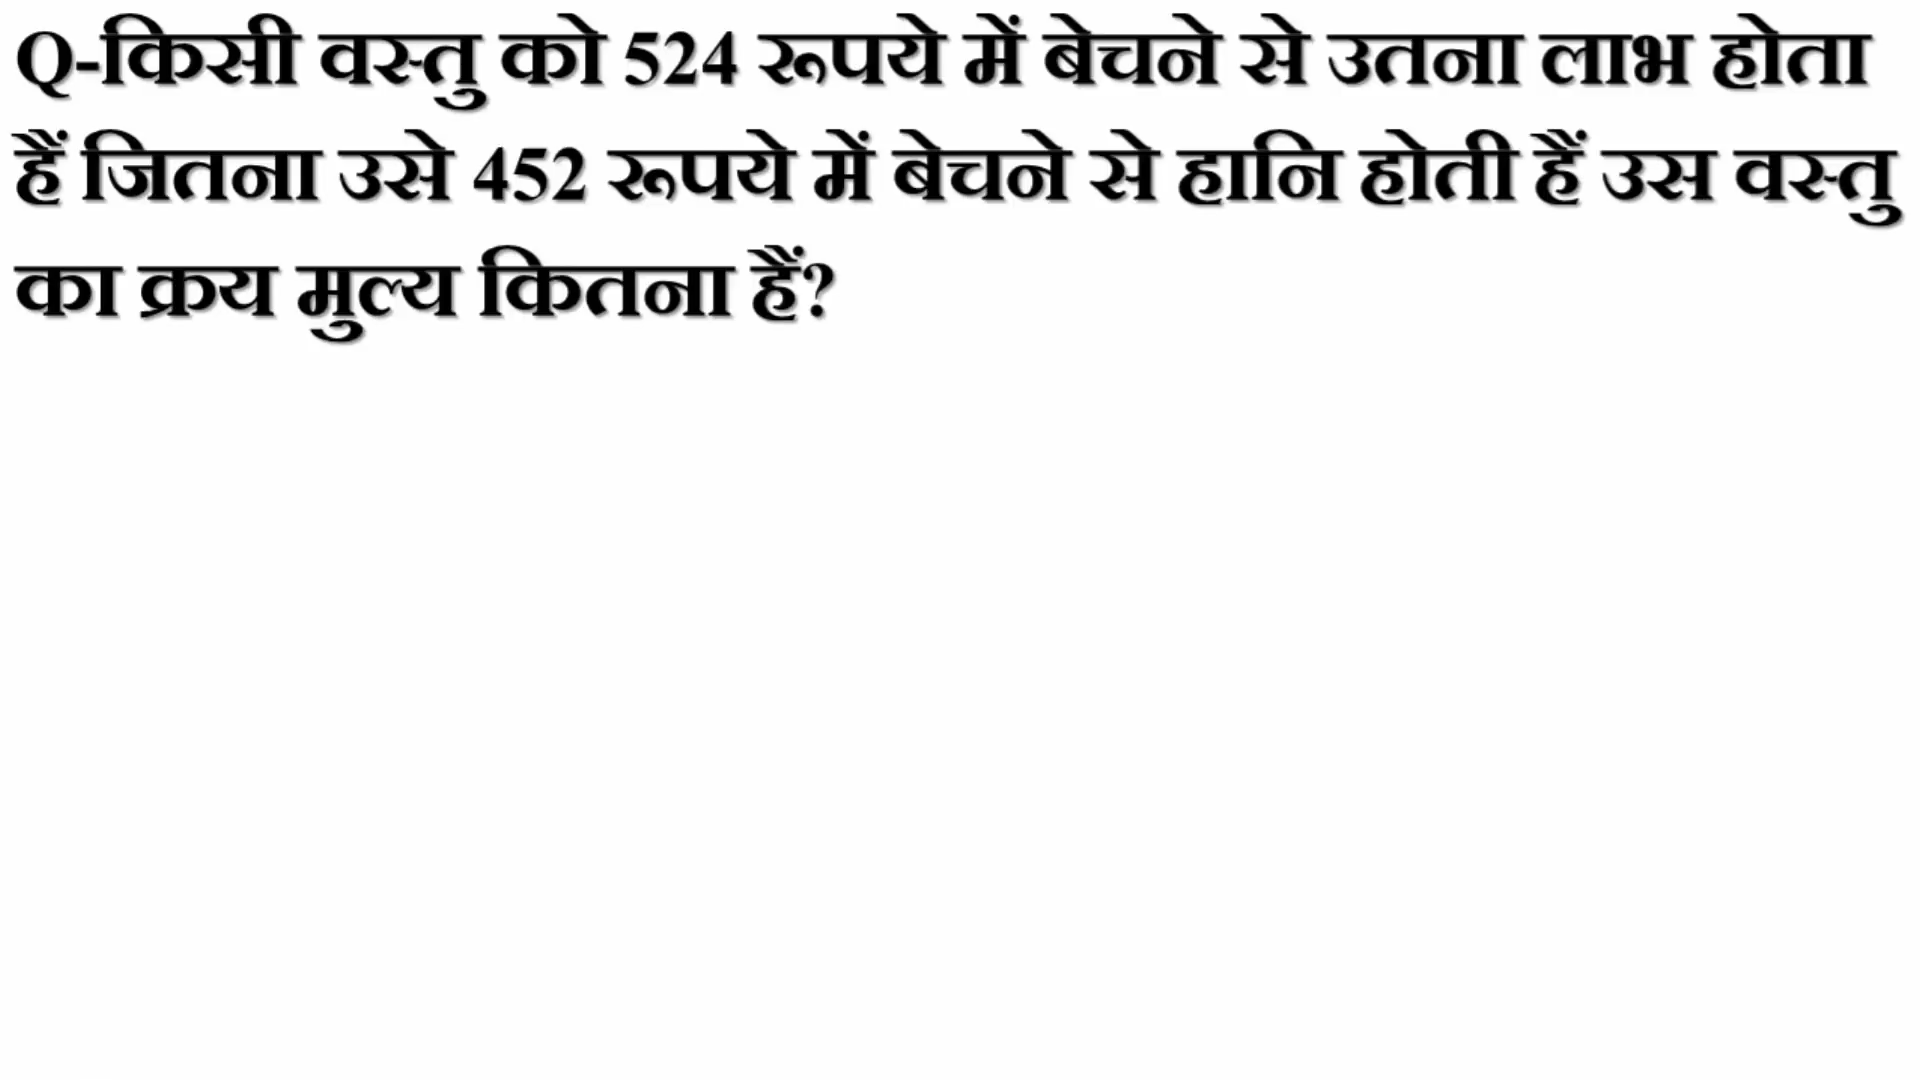 Q-किसी वस्तु को 524 रूपये में बेचने से उतना लाभ होता
हैं जितना उसे 452 रूपये में बेचने से हानि होती हैं उस वस्तु
का क्रय मुल्य कितना हैं?